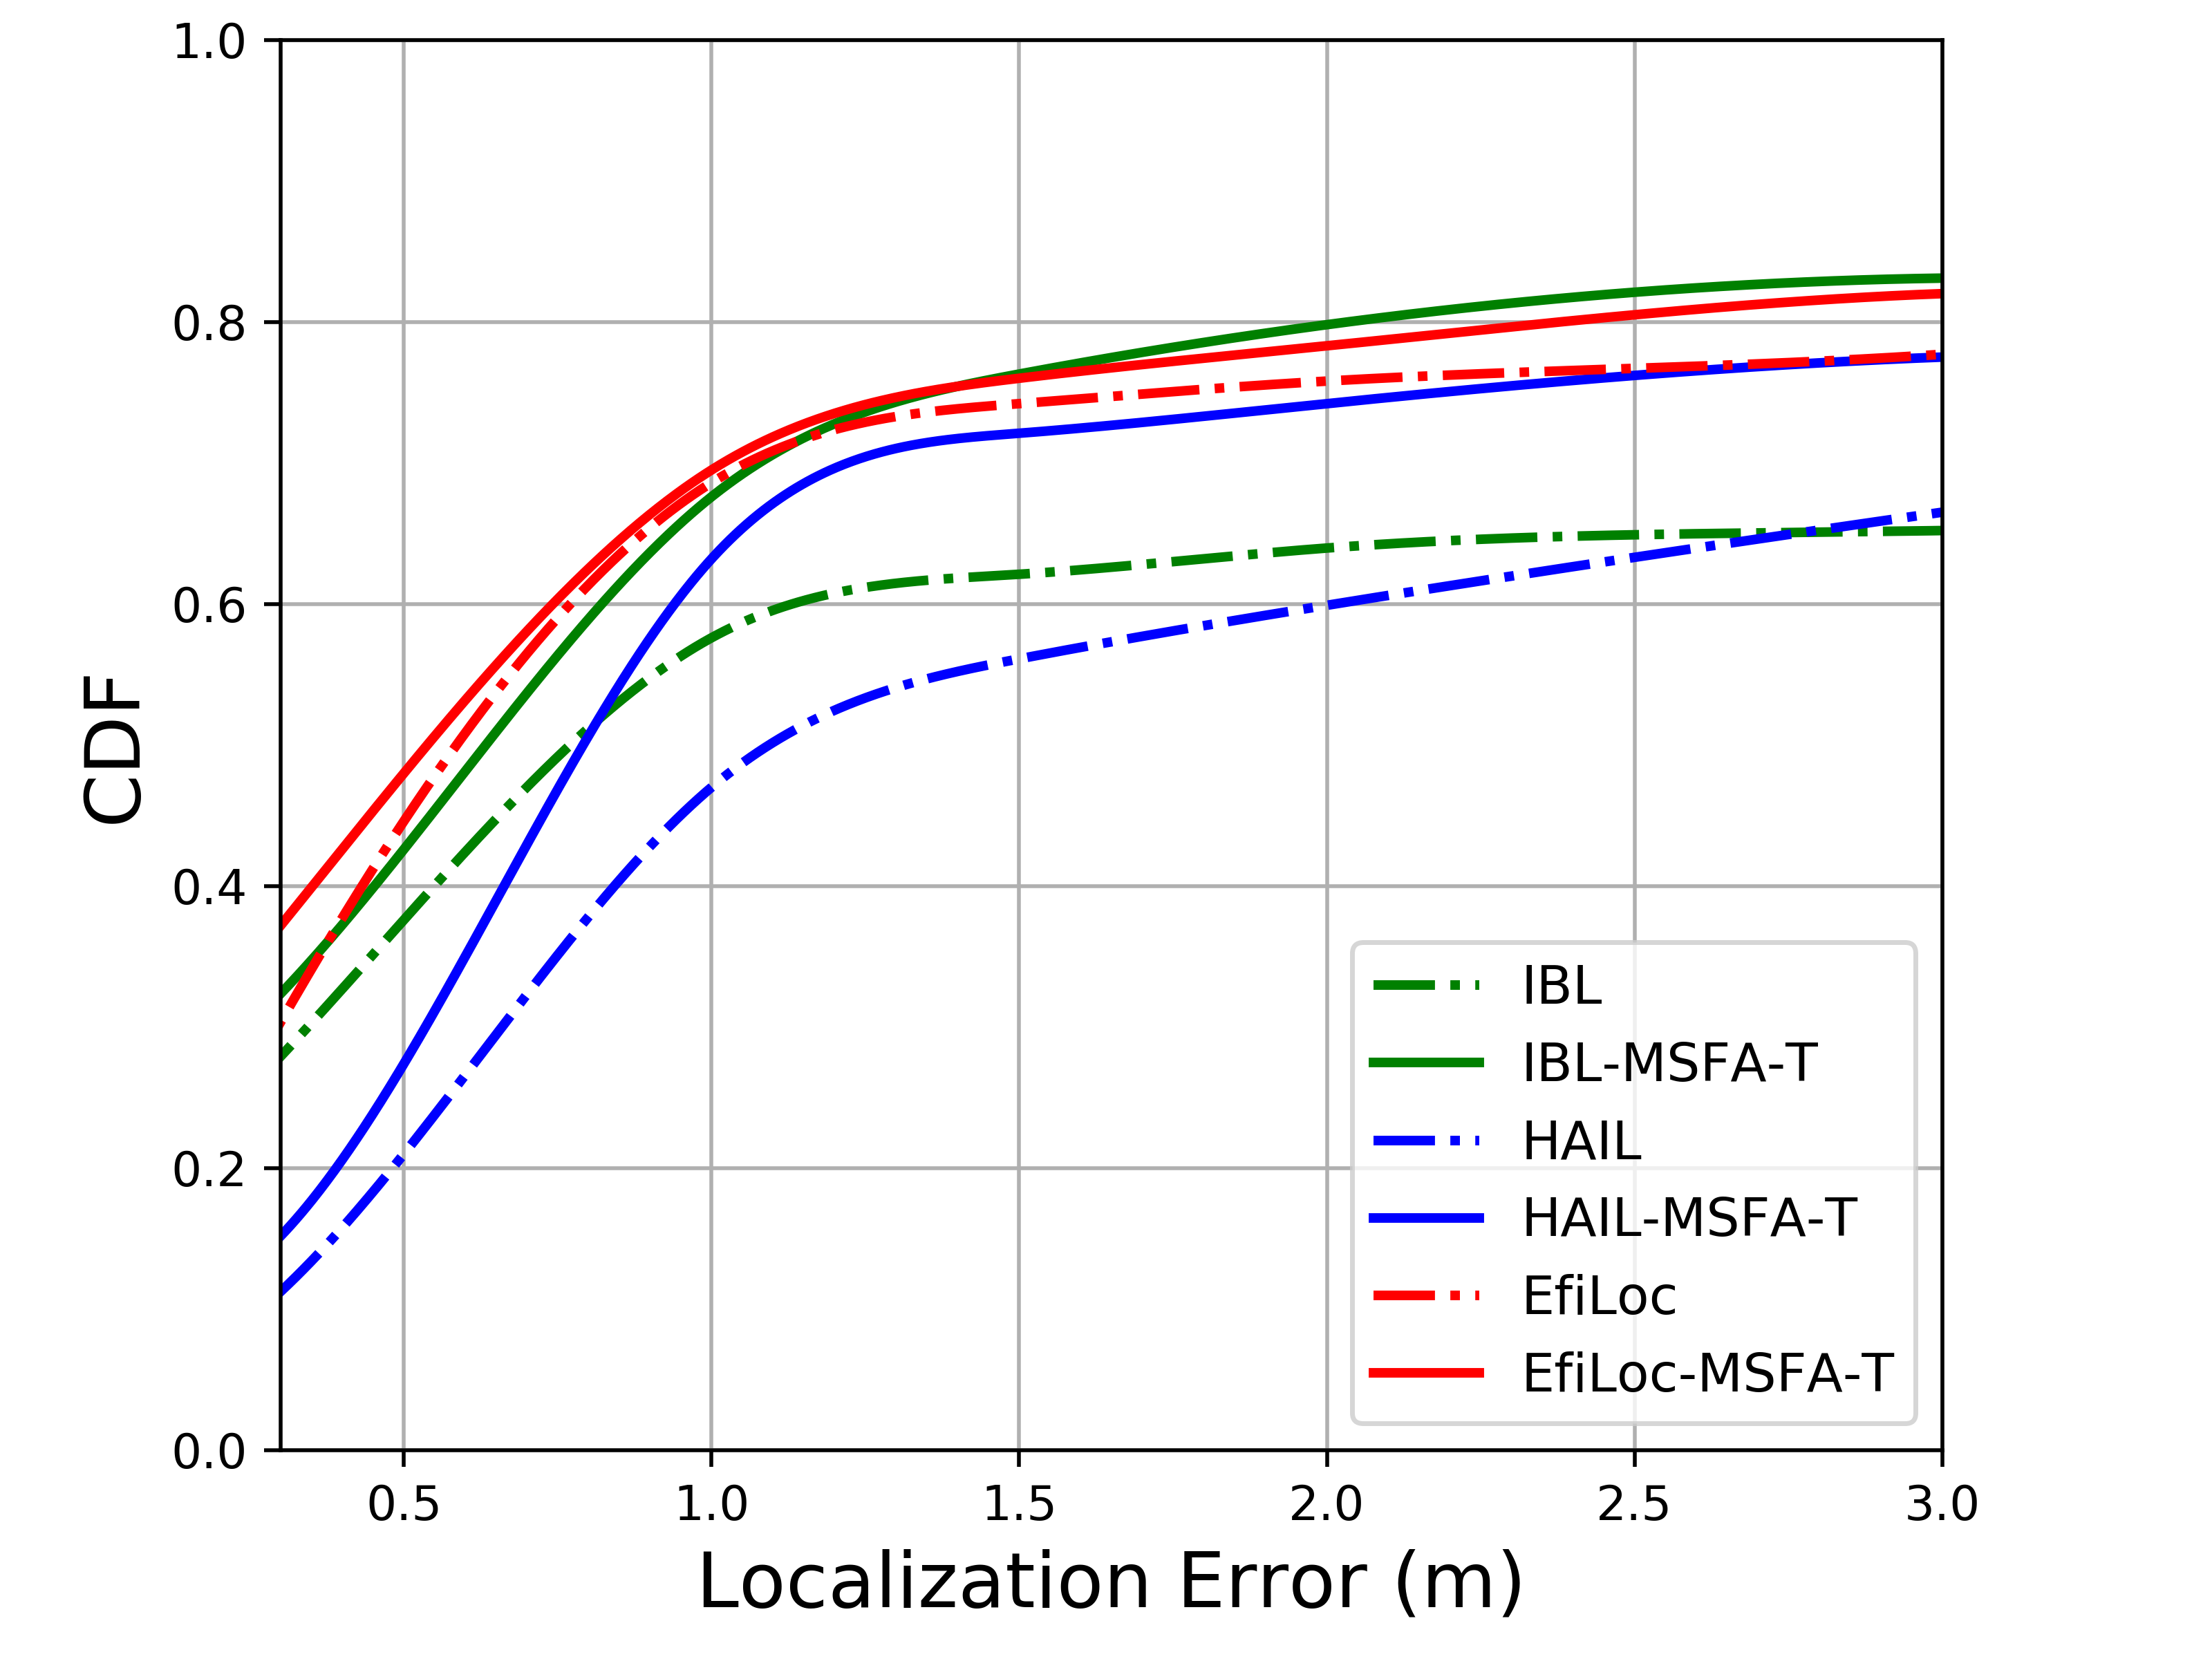 1.0
0.8
0.6
0.4
0.2
0.0
CDF
0.5 1.0 1.5 2.0 2.5 3.0
Localization Error (m)
IBL
IBL-MSFA-T
HAIL
HAIL-MSFA-T
EfiLoc
EfiLoc-MSFA-T